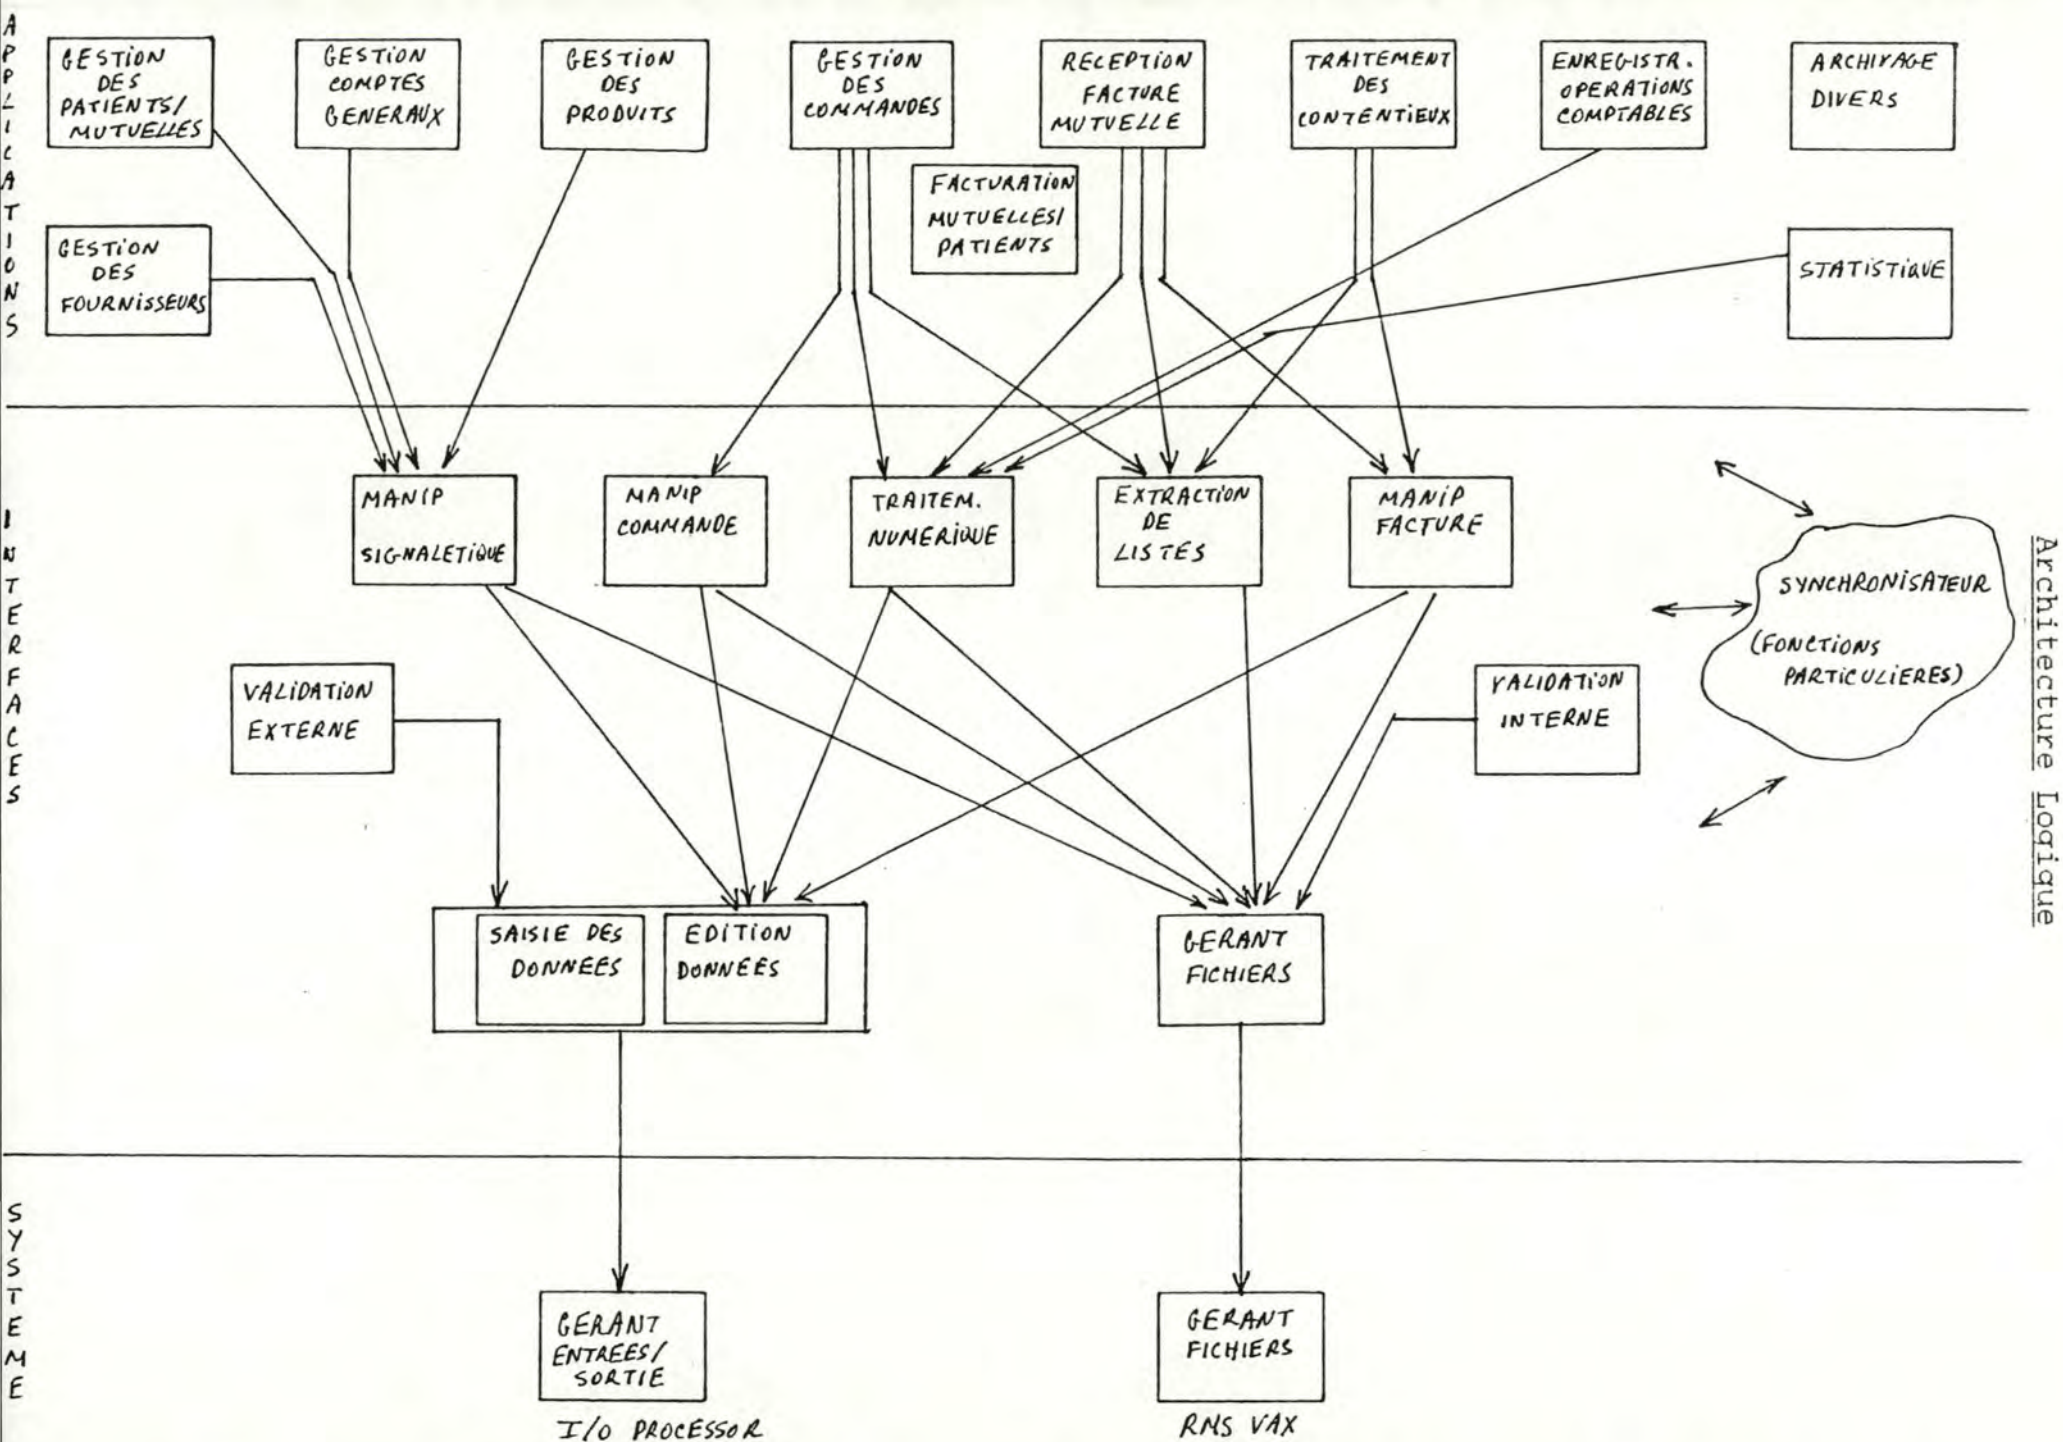 APPLICATIONS
GESTION
DES
PATIENTS/
MUTUELLES
GESTION
COMPTES
GENERAUX
GESTION
DES
PRODUITS
GESTION
DES
COMMANDES
RECEPTION
FACTURE
MUTUELLE
TRAITEMENT
DES
CONTENTIEUX
ENREGISTR.
OPERATIONS
COMPTABLES
ARCHIVAGE
DIVERS
FACTURATION
MUTUELLES/
PATIENTS
GESTION
DES
FOURNISSEURS
STATISTIQUE
INTERFACES
MANIP
SIGNALETIQUE
MANIP
COMMANDE
TRAITEM.
NUMERIQUE
EXTRACTION
DE
LISTES
MANIP
FACTURE
SYNCHRONISATEUR
(FONCTIONS
PARTICULIERES)
VALIDATION
EXTERNE
VALIDATION
INTERNE
SAISIE DES
DONNEES
EDITION
DONNEES
GERANT
FICHIERS
SYSTEME
GERANT
ENTREES/
SORTIE
I/O PROCESSOR
GERANT
FICHIERS
RMS VAX
Architecture Logique